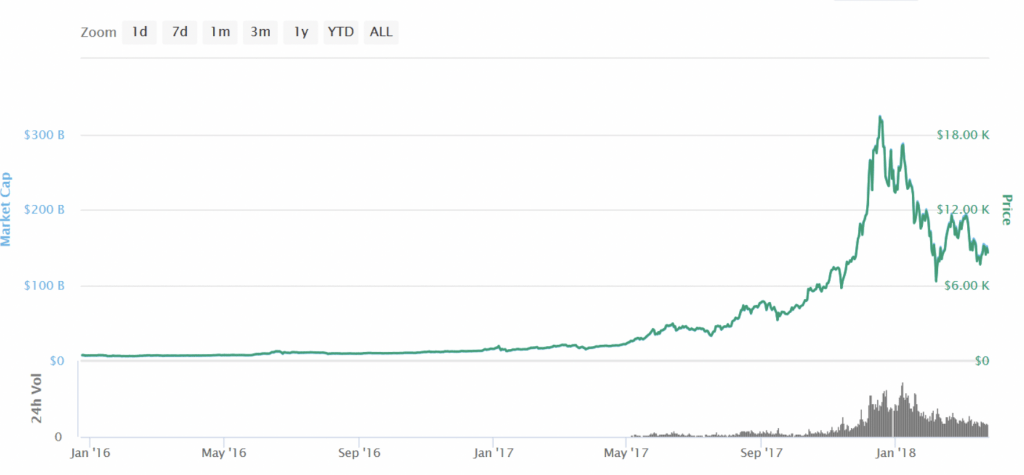 Zoom 1d 7d 1m 3m 1y YTD ALL
$300 B $18.00 K
$200 B $12.00 K
$100 B $6.00 K
$0 $0
Market Cap
Price
24h Vol
0
Jan '16 May '16 Sep '16 Jan '17 May '17 Sep '17 Jan '18